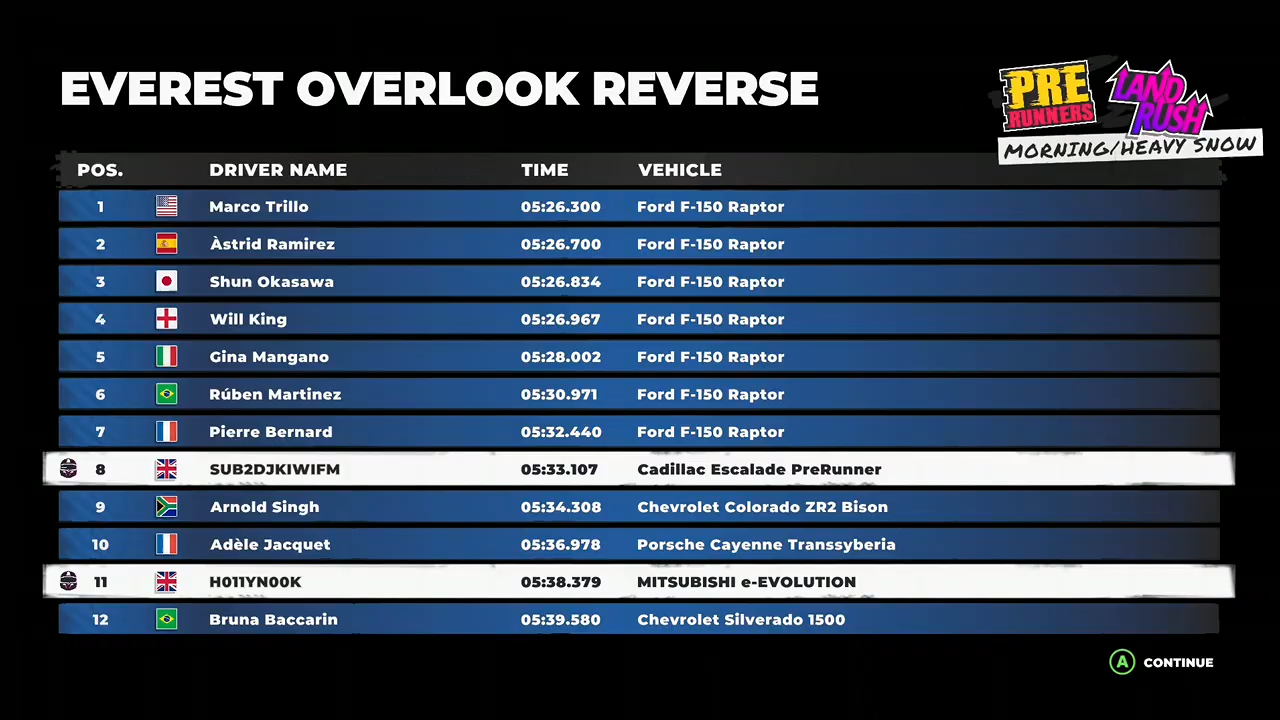 EVEREST OVERLOOK REVERSE
PRE RUNNERS
LAND RUSH
MORNING/HEAVY SNOW
POS. DRIVER NAME TIME VEHICLE
1 Marco Trillo 05:26.300 Ford F-150 Raptor
2 Àstrid Ramirez 05:26.700 Ford F-150 Raptor
3 Shun Okasawa 05:26.834 Ford F-150 Raptor
4 Will King 05:26.967 Ford F-150 Raptor
5 Gina Mangano 05:28.002 Ford F-150 Raptor
6 Rúben Martinez 05:30.971 Ford F-150 Raptor
7 Pierre Bernard 05:32.440 Ford F-150 Raptor
8 SUB2DJKIWIFM 05:33.107 Cadillac Escalade PreRunner
9 Arnold Singh 05:34.308 Chevrolet Colorado ZR2 Bison
10 Adèle Jacquet 05:36.978 Porsche Cayenne Transsyberia
11 H011YN00K 05:38.379 MITSUBISHI e-EVOLUTION
12 Bruna Baccarin 05:39.580 Chevrolet Silverado 1500
A CONTINUE